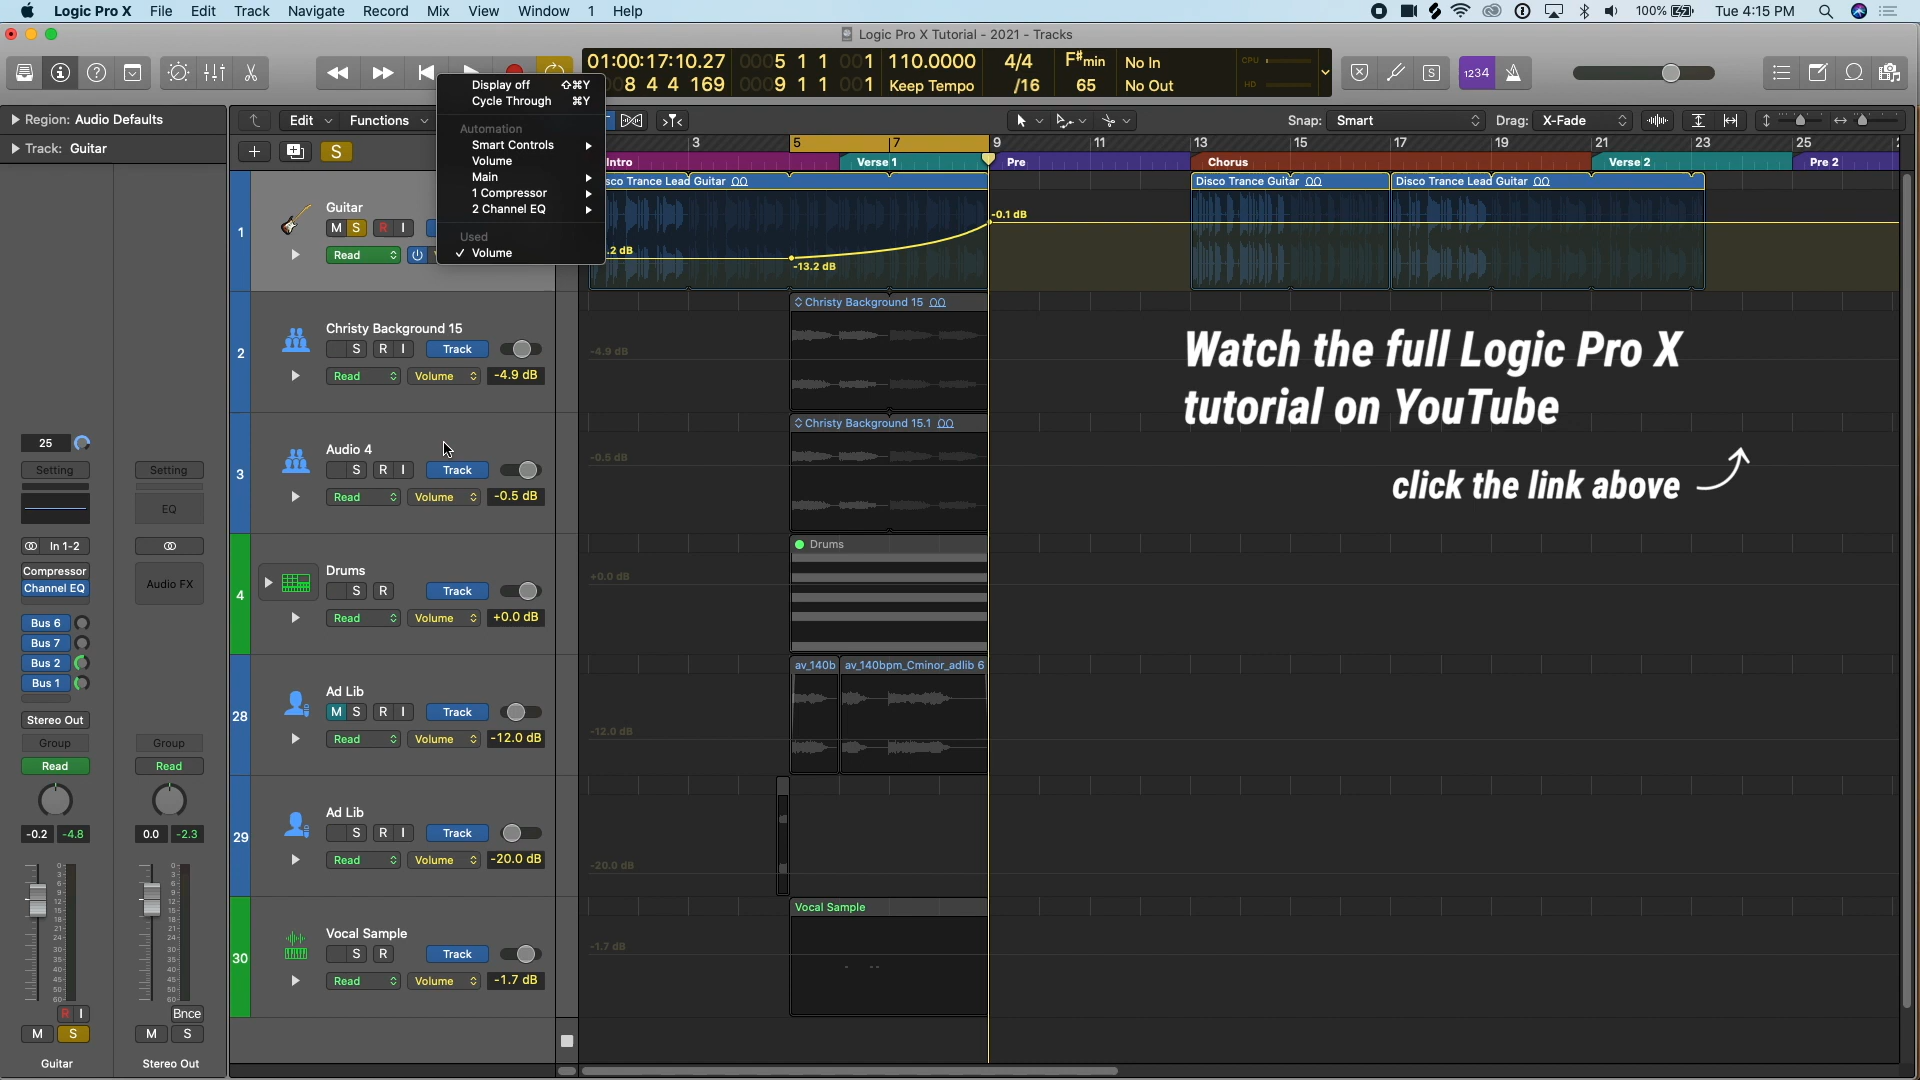 Logic Pro X File Edit Track Navigate Record Mix View Window 1 Help
100% Tue 4:15 PM
Logic Pro X Tutorial - 2021 - Tracks
01:00:17:10.27 0005 1 1 001 110.0000 4/4 F#min No In CPU
8 4 4 169 0009 1 1 001 Keep Tempo /16 65 No Out HD
S 1234
Display off ⇧⌘Y
Cycle Through ⌘Y
Automation
Smart Controls
Volume
Main
1 Compressor
2 Channel EQ
Used
✓ Volume
Region: Audio Defaults
Track: Guitar
Edit Functions
Snap: Smart Drag: X-Fade
S
3 5 7 9 11 13 15 17 19 21 23 25
Intro Verse 1 Pre Chorus Verse 2 Pre 2
sco Trance Lead Guitar
Disco Trance Guitar
Disco Trance Lead Guitar
-0.1 dB
.2 dB
-13.2 dB
1 Guitar
M S R I
Read
2 Christy Background 15
S R I Track
Read Volume -4.9 dB
-4.9 dB
Christy Background 15
3 Audio 4
S R I Track
Read Volume -0.5 dB
-0.5 dB
Christy Background 15.1
4 Drums
S R Track
Read Volume +0.0 dB
+0.0 dB
Drums
28 Ad Lib
M S R I Track
Read Volume -12.0 dB
-12.0 dB
av_140b av_140bpm_Cminor_adlib 6
29 Ad Lib
S R I Track
Read Volume -20.0 dB
-20.0 dB
30 Vocal Sample
S R Track
Read Volume -1.7 dB
-1.7 dB
Vocal Sample
Watch the full Logic Pro X
tutorial on YouTube
click the link above
25
Setting Setting
EQ
In 1-2
Compressor
Channel EQ
Audio FX
Bus 6
Bus 7
Bus 2
Bus 1
Stereo Out
Group Group
Read Read
-0.2 -4.8 0.0 -2.3
R I Bnce
M S M S
Guitar Stereo Out